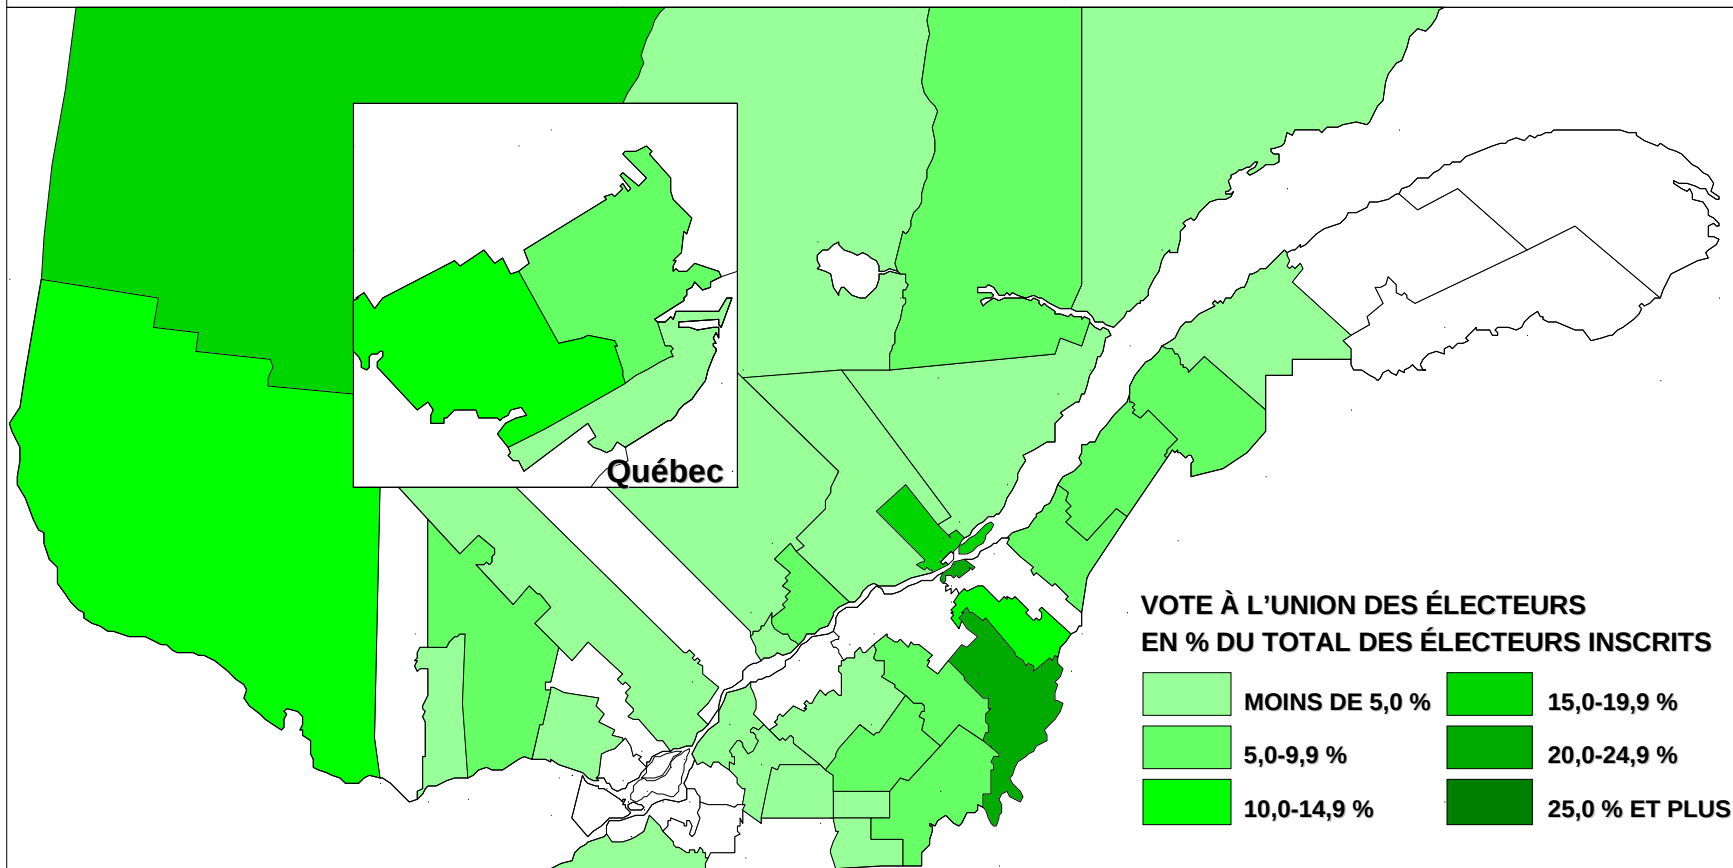 Québec
VOTE À L’UNION DES ÉLECTEURS
EN % DU TOTAL DES ÉLECTEURS INSCRITS
MOINS DE 5,0 %
5,0-9,9 %
10,0-14,9 %
15,0-19,9 %
20,0-24,9 %
25,0 % ET PLUS